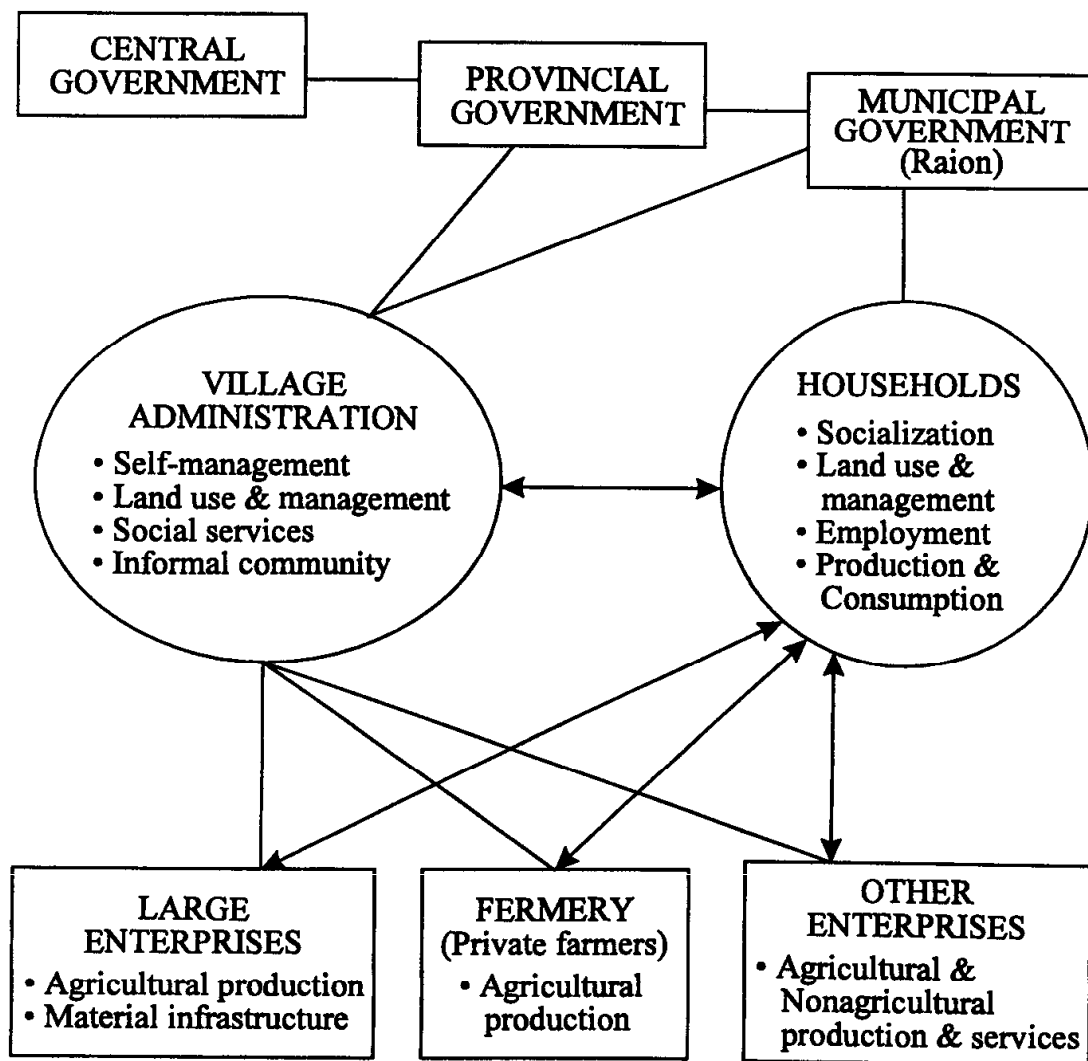 CENTRAL
GOVERNMENT
PROVINCIAL
GOVERNMENT
MUNICIPAL
GOVERNMENT
(Raion)
VILLAGE
ADMINISTRATION
• Self-management
• Land use & management
• Social services
• Informal community
HOUSEHOLDS
• Socialization
• Land use &
management
• Employment
• Production &
Consumption
LARGE
ENTERPRISES
• Agricultural production
• Material infrastructure
FERMERY
(Private farmers)
• Agricultural
production
OTHER
ENTERPRISES
• Agricultural &
Nonagricultural
production & services